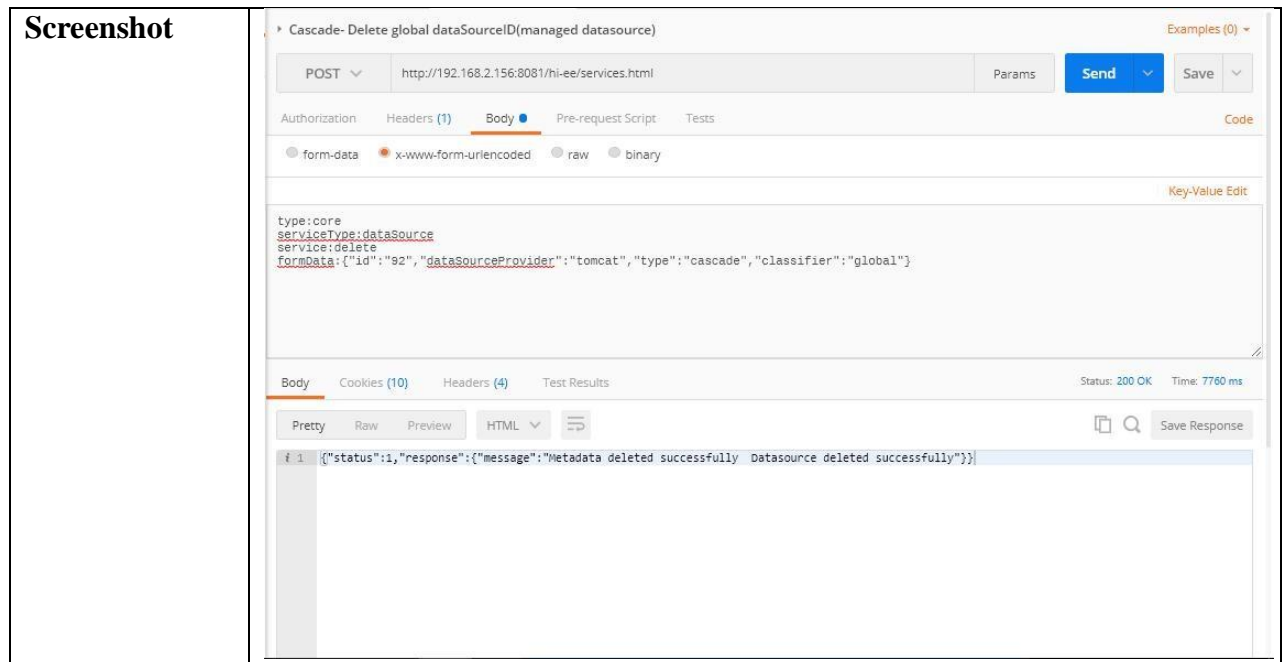 Screenshot
Cascade- Delete global dataSourceID(managed datasource)
Examples (0)
POST
http://192.168.2.156:8081/hi-ee/services.html
Params
Send
Save
Authorization
Headers (1)
Body
Pre-request Script
Tests
Code
form-data
x-www-form-urlencoded
raw
binary
Key-Value Edit
type:core
serviceType:dataSource
service:delete
formData:{"id":"92","dataSourceProvider":"tomcat","type":"cascade","classifier":"global"}
Body
Cookies (10)
Headers (4)
Test Results
Status: 200 OK
Time: 7760 ms
Pretty
Raw
Preview
HTML
Save Response
i 1 {"status":1,"response":{"message":"Metadata deleted successfully  Datasource deleted successfully"}}